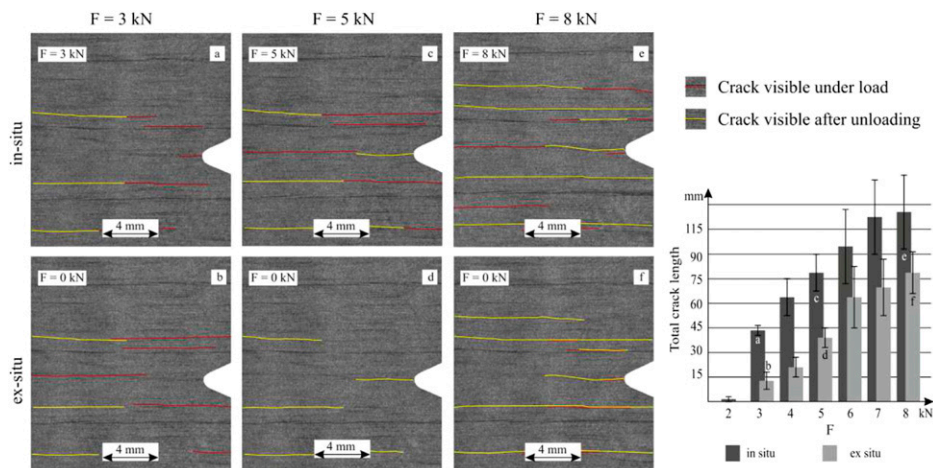 F = 3 kN
F = 5 kN
F = 8 kN
in-situ
F = 3 kN
a
F = 5 kN
c
F = 8 kN
e
4 mm
4 mm
4 mm
ex-situ
F = 0 kN
b
F = 0 kN
d
F = 0 kN
f
4 mm
4 mm
4 mm
Crack visible under load
Crack visible after unloading
mm
Total crack length
115
90
75
60
45
30
15
a
b
c
d
e
f
2 3 4 5 6 7 8 kN
F
in situ
ex situ